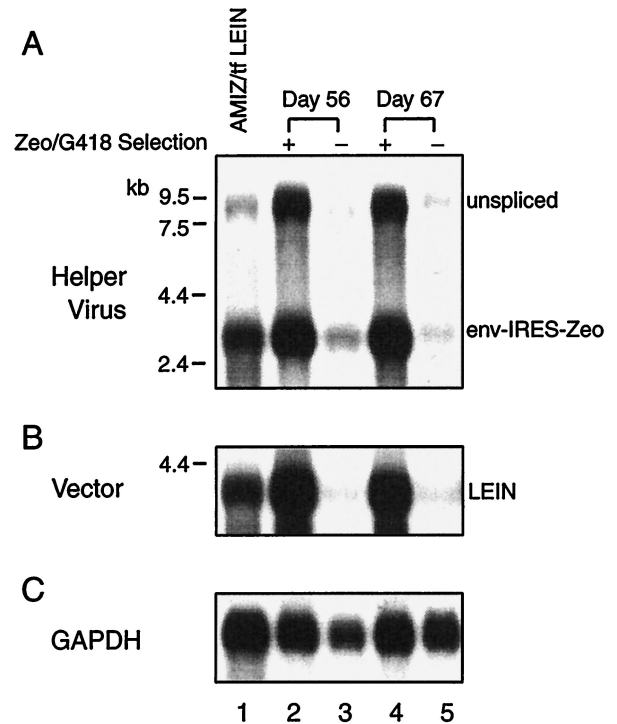 A
AMIZ/tf LEIN
Day 56 Day 67
Zeo/G418 Selection + − + −
kb
9.5
unspliced
7.5
Helper
Virus
4.4
env-IRES-Zeo
2.4
B
4.4
Vector
LEIN
C
GAPDH
1 2 3 4 5